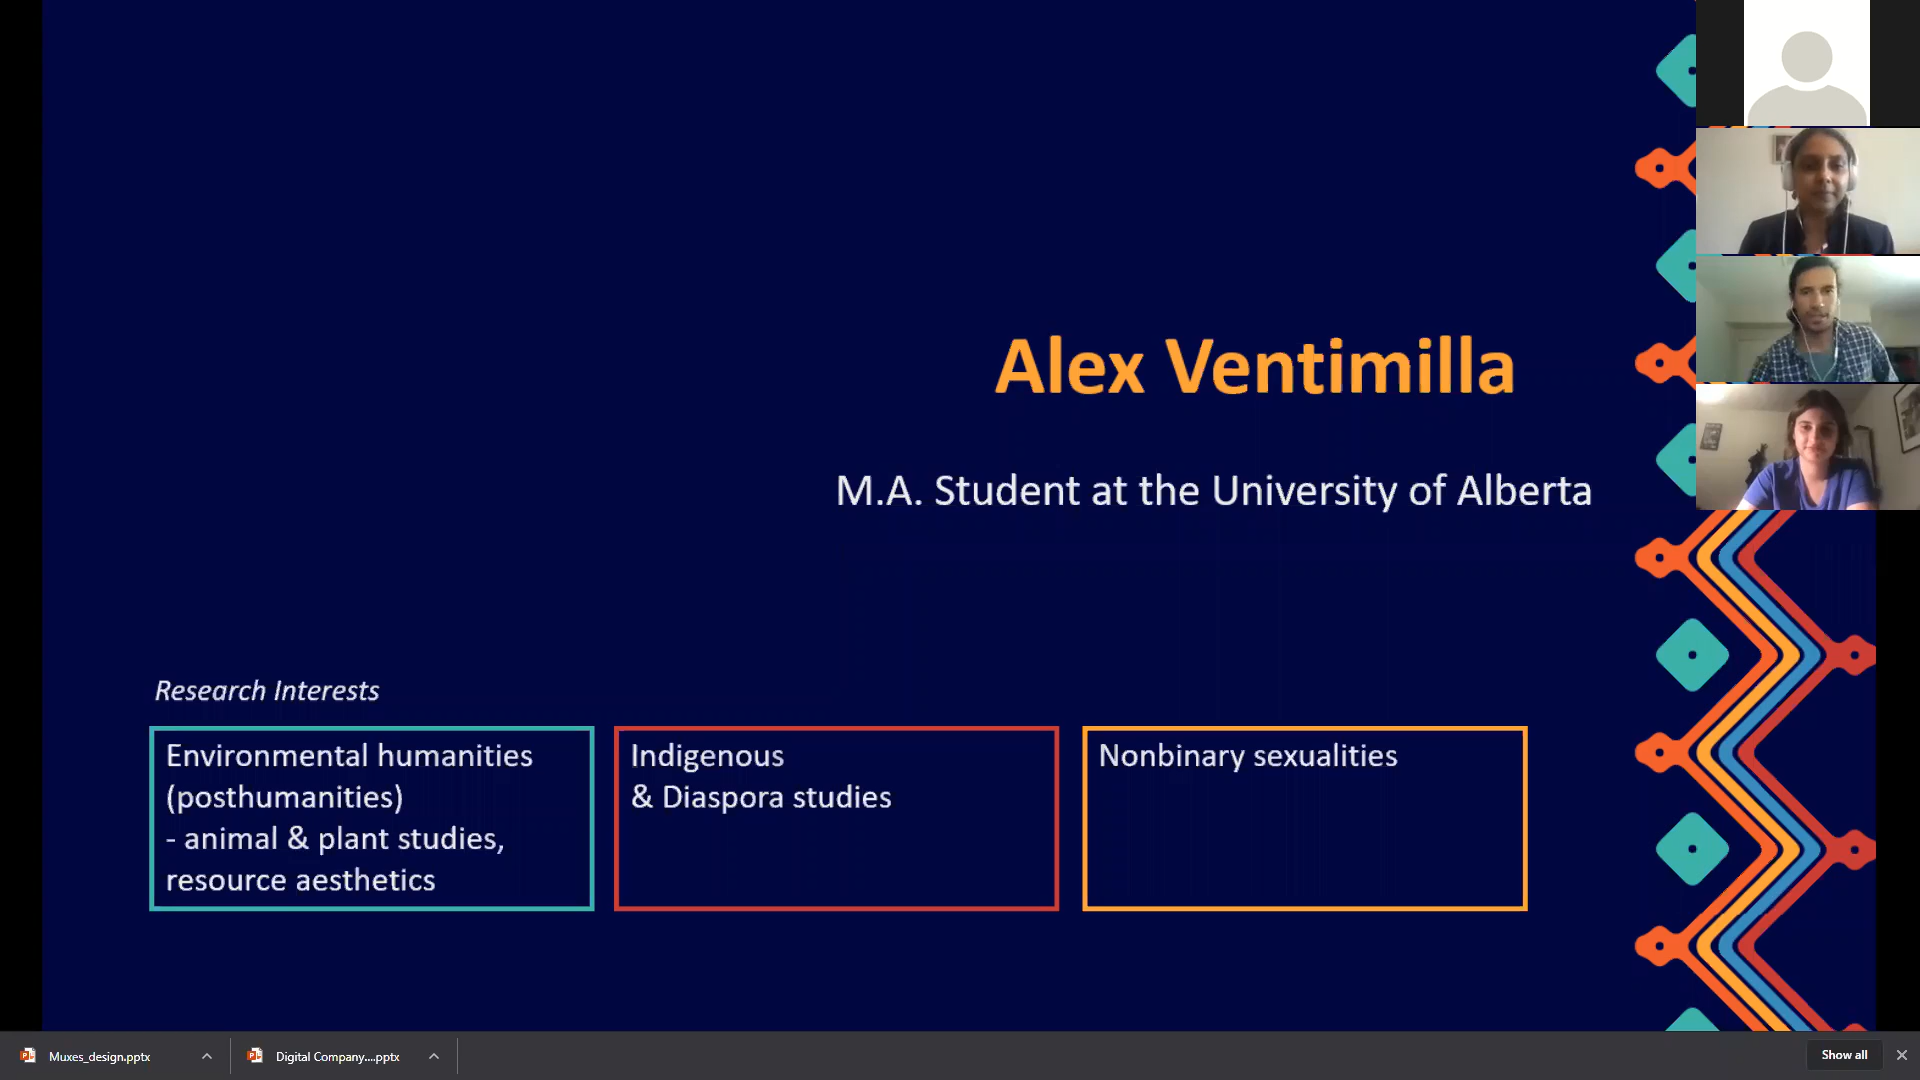 Alex Ventimilla
M.A. Student at the University of Alberta
Research Interests
Environmental humanities
(posthumanities)
- animal & plant studies,
resource aesthetics
Indigenous
& Diaspora studies
Nonbinary sexualities
Muxes_design.pptx
Digital Company....pptx
Show all